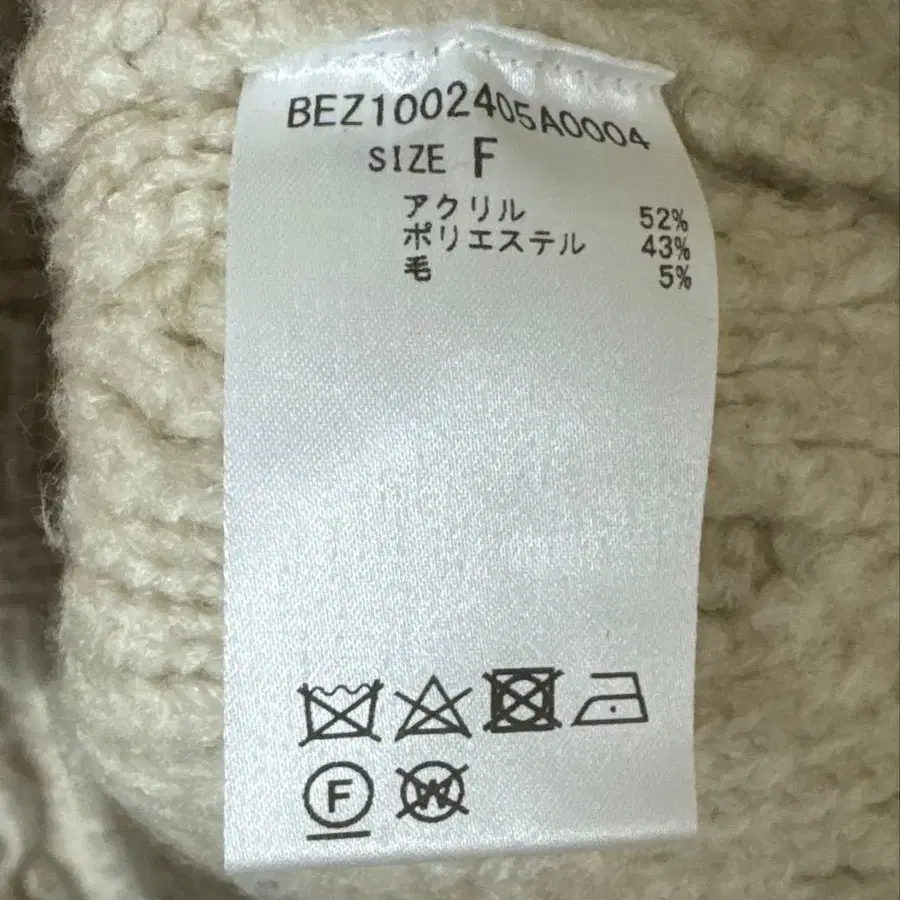 BEZ1002405A0004
SIZE F
アクリル 52%
ポリエステル 43%
毛 5%
F W